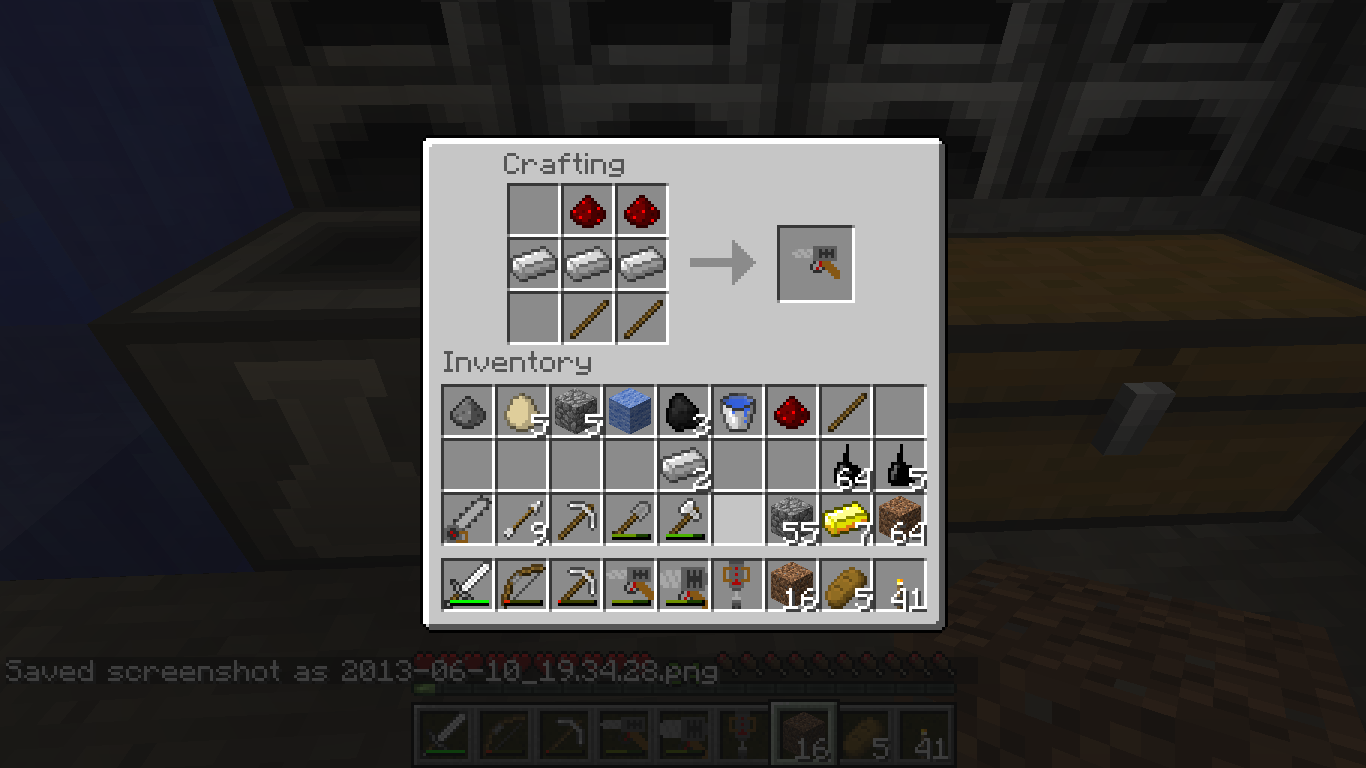 Crafting
Inventory
5 5 3
2 64 5
9 55 7 64
16 5 41
Saved screenshot as 2013-06-10_19.34.28.png
16 5 41